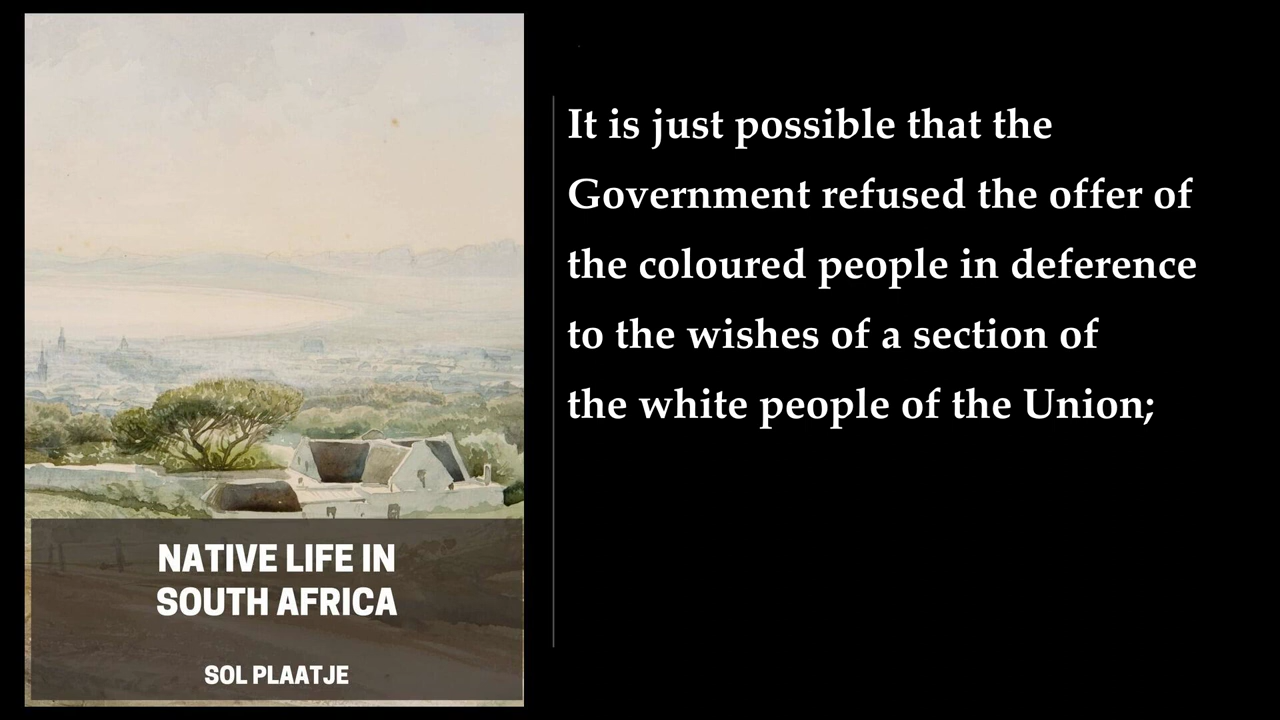 It is just possible that the
Government refused the offer of
the coloured people in deference
to the wishes of a section of
the white people of the Union;
NATIVE LIFE IN
SOUTH AFRICA
SOL PLAATJE